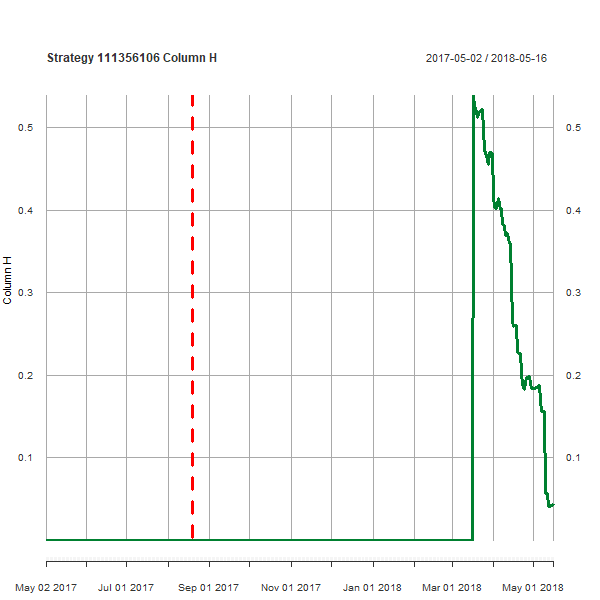 Strategy 111356106 Column H
2017-05-02 / 2018-05-16
0.5 0.5
0.4 0.4
0.3 0.3
0.2 0.2
0.1 0.1
Column H
May 02 2017 Jul 01 2017 Sep 01 2017 Nov 01 2017 Jan 01 2018 Mar 01 2018 May 01 2018